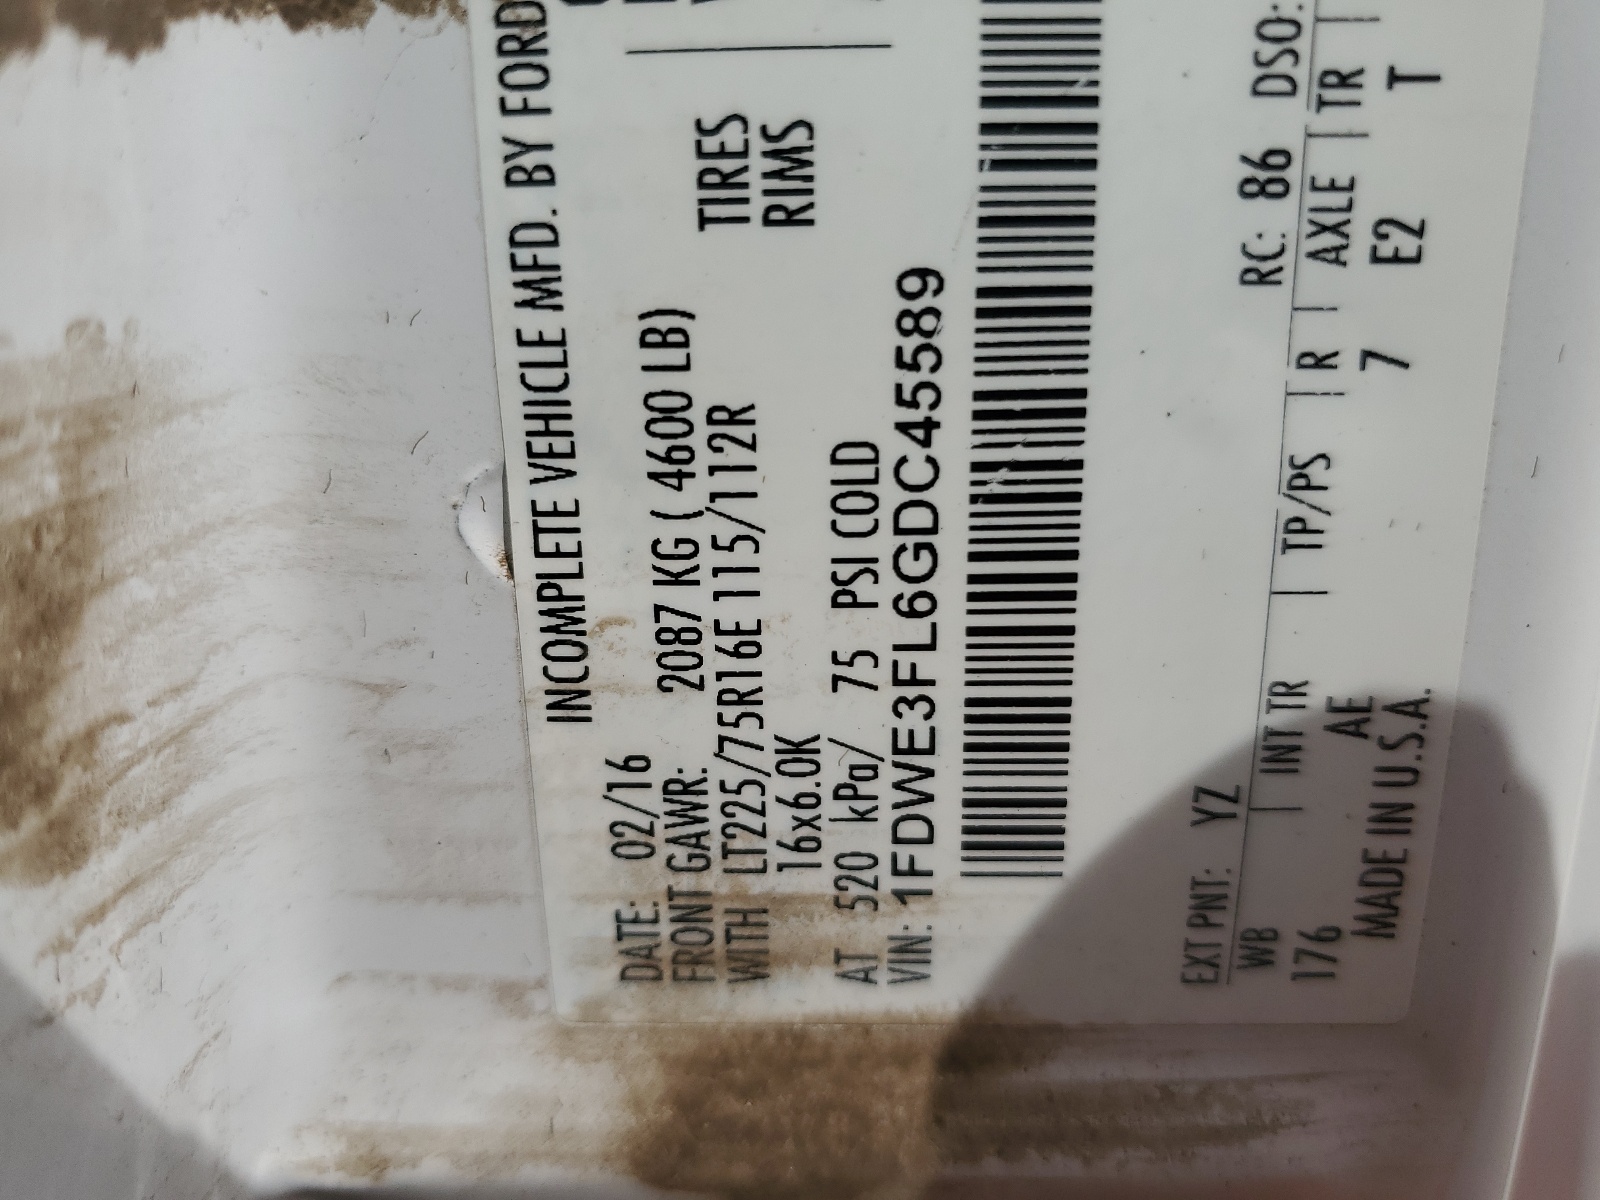 INCOMPLETE VEHICLE MFD. BY FORD
DATE: 02/16
FRONT GAWR: 2087 KG ( 4600 LB)
WITH LT225/75R16E 115/112R TIRES
16x6.0K RIMS
AT 520 kPa/ 75 PSI COLD
VIN: 1FDWE3FL6GDC45589
EXT PNT: YZ RC: 86 DSO:
WB | INT TR | TP/PS | R | AXLE | TR |
176 AE 7 E2 T
MADE IN U.S.A.